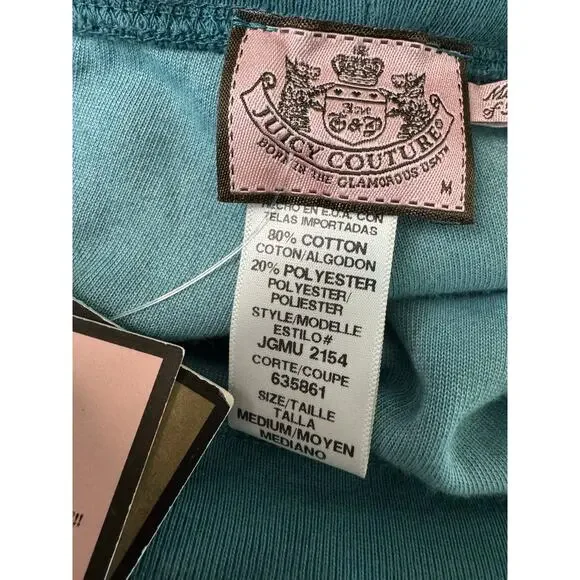 Love
G&P
JUICY COUTURE
BORN IN THE GLAMOROUS USA
M
HECHO EN E.U.A. CON
TELAS IMPORTADAS
80% COTTON
COTON/ALGODON
20% POLYESTER
POLYESTER/
POLIESTER
STYLE/MODELLE
ESTILO#
JGMU 2154
CORTE/COUPE
635861
SIZE/TAILLE
TALLA
MEDIUM/MOYEN
MEDIANO
!!